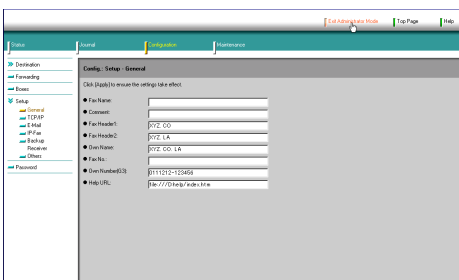 Exit Administrator Mode
Top Page
Help
Status
Journal
Configuration
Maintenance
Destination
Forwarding
Boxes
Setup
General
TCP/IP
E-Mail
IP-Fax
Backup
Receiver
Others
Password
Config.: Setup - General
Click [Apply] to ensure the settings take effect.
Fax Name:
Comment:
Fax Header1: XYZ. CO
Fax Header2: XYZ. LA
Own Name: XYZ. CO. LA
Fax No.:
Own Number(G3): 0111212-123456
Help URL: file:///D:help/index.htm